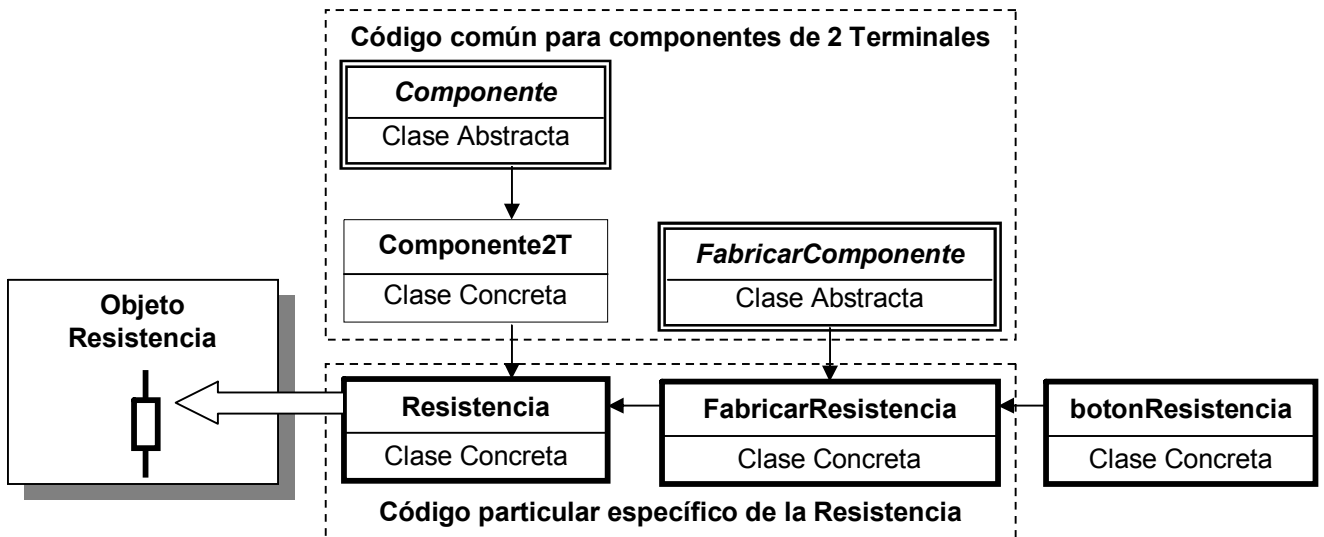 Código común para componentes de 2 Terminales
Componente
Clase Abstracta
Componente2T
Clase Concreta
FabricarComponente
Clase Abstracta
Objeto
Resistencia
Resistencia
Clase Concreta
FabricarResistencia
Clase Concreta
botonResistencia
Clase Concreta
Código particular específico de la Resistencia